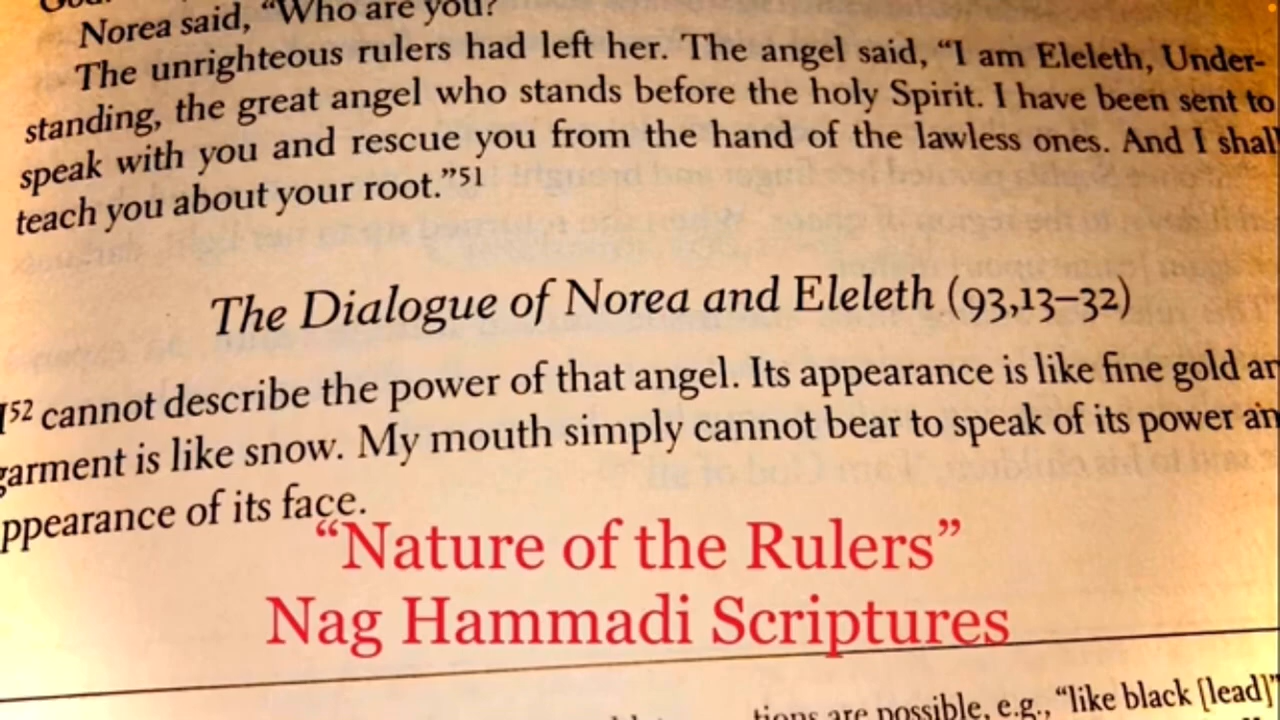 Norea said, “Who are you?
The unrighteous rulers had left her. The angel said, “I am Eleleth, Under-
standing, the great angel who stands before the holy Spirit. I have been sent to
speak with you and rescue you from the hand of the lawless ones. And I shal
teach you about your root.”51
The Dialogue of Norea and Eleleth (93,13–32)
I52 cannot describe the power of that angel. Its appearance is like fine gold an
garment is like snow. My mouth simply cannot bear to speak of its power an
ppearance of its face.
“Nature of the Rulers”
Nag Hammadi Scriptures
tions are possible, e.g., “like black [lead]”